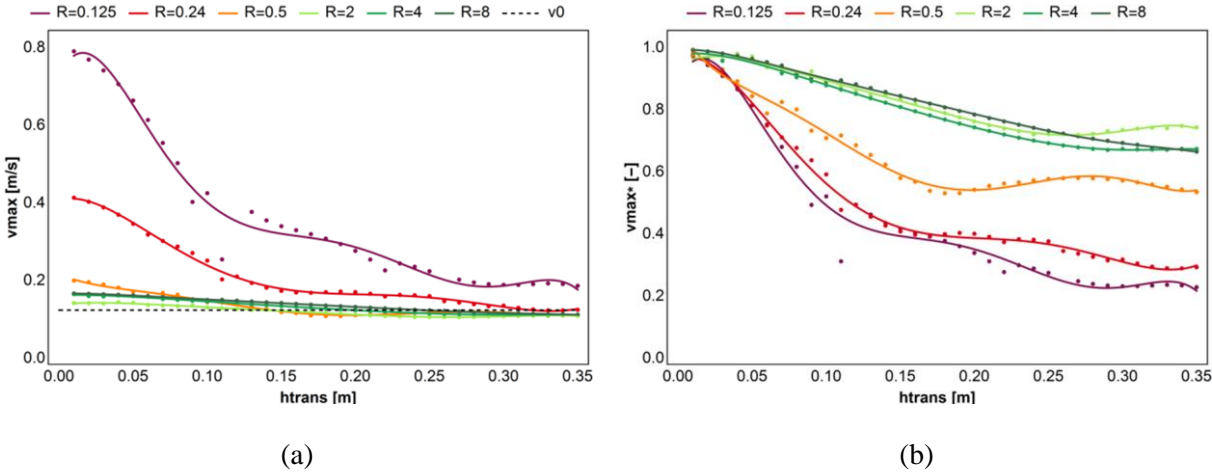 R=0.125 R=0.24 R=0.5 R=2 R=4 R=8 v0
0.8
0.6
0.4
0.2
0.0
vmax [m/s]
0.00 0.05 0.10 0.15 0.20 0.25 0.30 0.35
htrans [m]
(a)
R=0.125 R=0.24 R=0.5 R=2 R=4 R=8
1.0
0.8
0.6
0.4
0.2
0.0
vmax* [–]
0.00 0.05 0.10 0.15 0.20 0.25 0.30 0.35
htrans [m]
(b)